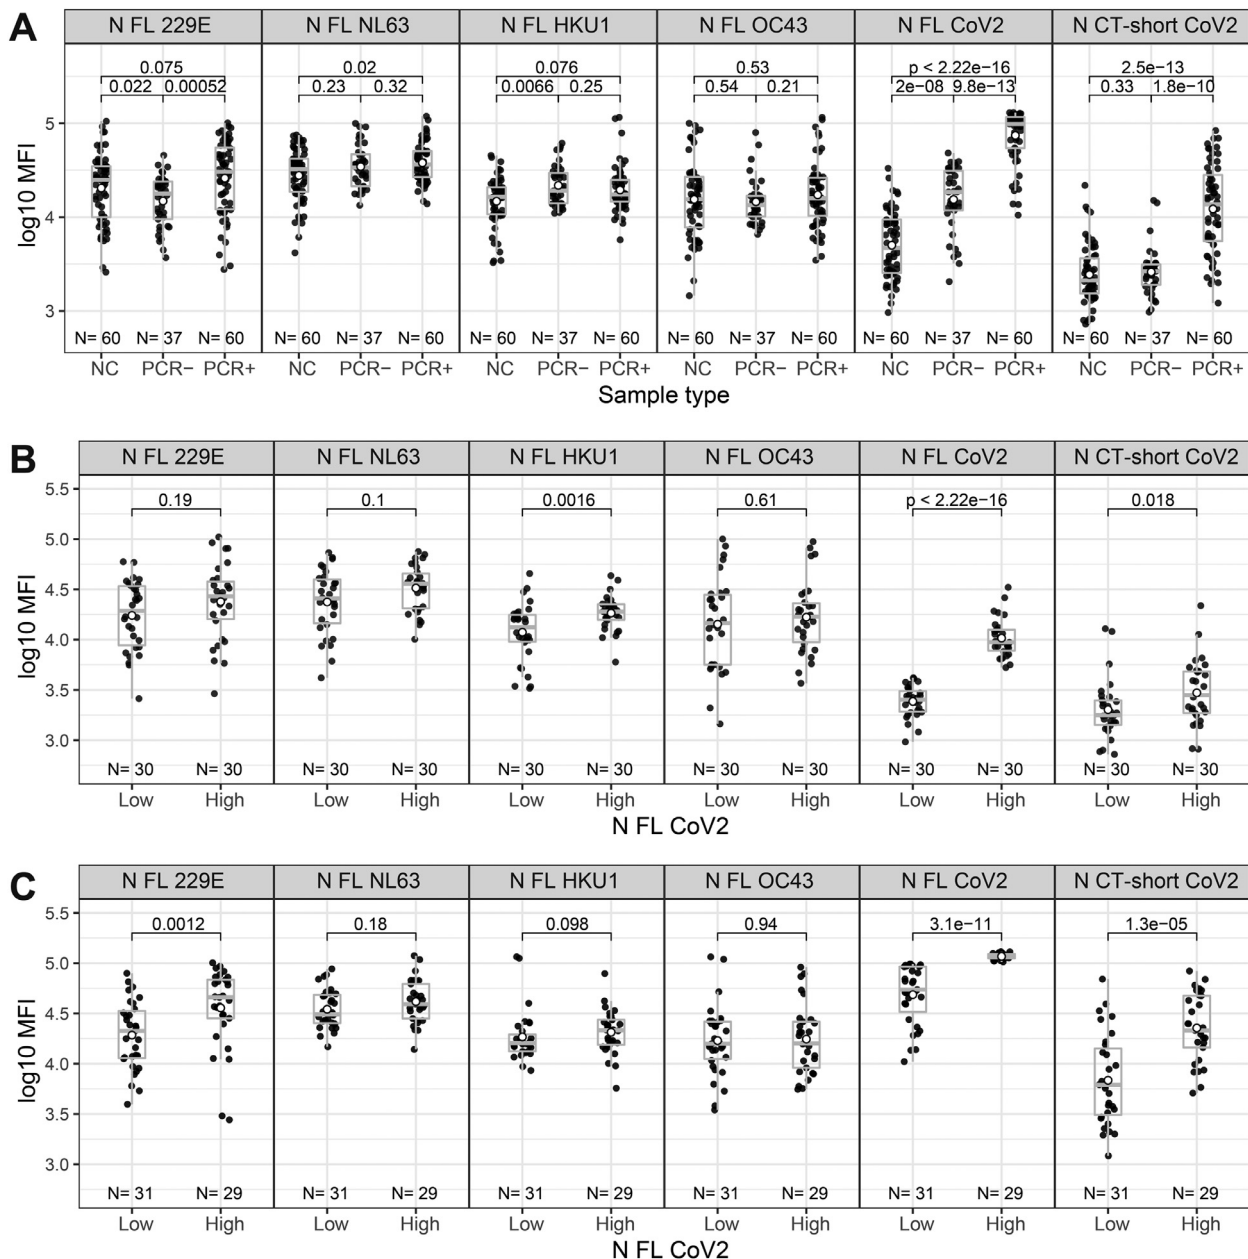 A
N FL 229E N FL NL63 N FL HKU1 N FL OC43 N FL CoV2 N CT-short CoV2
0.075 0.02 0.076 0.53 p < 2.22e−16 2.5e−13
0.022 0.00052 0.23 0.32 0.0066 0.25 0.54 0.21 2e−08 9.8e−13 0.33 1.8e−10
5
4
3
log10 MFI
N= 60 N= 37 N= 60 N= 60 N= 37 N= 60 N= 60 N= 37 N= 60 N= 60 N= 37 N= 60 N= 60 N= 37 N= 60 N= 60 N= 37 N= 60
NC PCR− PCR+ NC PCR− PCR+ NC PCR− PCR+ NC PCR− PCR+ NC PCR− PCR+ NC PCR− PCR+
Sample type
B
N FL 229E N FL NL63 N FL HKU1 N FL OC43 N FL CoV2 N CT-short CoV2
5.5
0.19 0.1 0.0016 0.61 p < 2.22e−16 0.018
5.0
4.5
4.0
3.5
3.0
log10 MFI
N= 30 N= 30 N= 30 N= 30 N= 30 N= 30 N= 30 N= 30 N= 30 N= 30 N= 30 N= 30
Low High Low High Low High Low High Low High Low High
N FL CoV2
C
N FL 229E N FL NL63 N FL HKU1 N FL OC43 N FL CoV2 N CT-short CoV2
5.5
0.0012 0.18 0.098 0.94 3.1e−11 1.3e−05
5.0
4.5
4.0
3.5
3.0
log10 MFI
N= 31 N= 29 N= 31 N= 29 N= 31 N= 29 N= 31 N= 29 N= 31 N= 29 N= 31 N= 29
Low High Low High Low High Low High Low High Low High
N FL CoV2